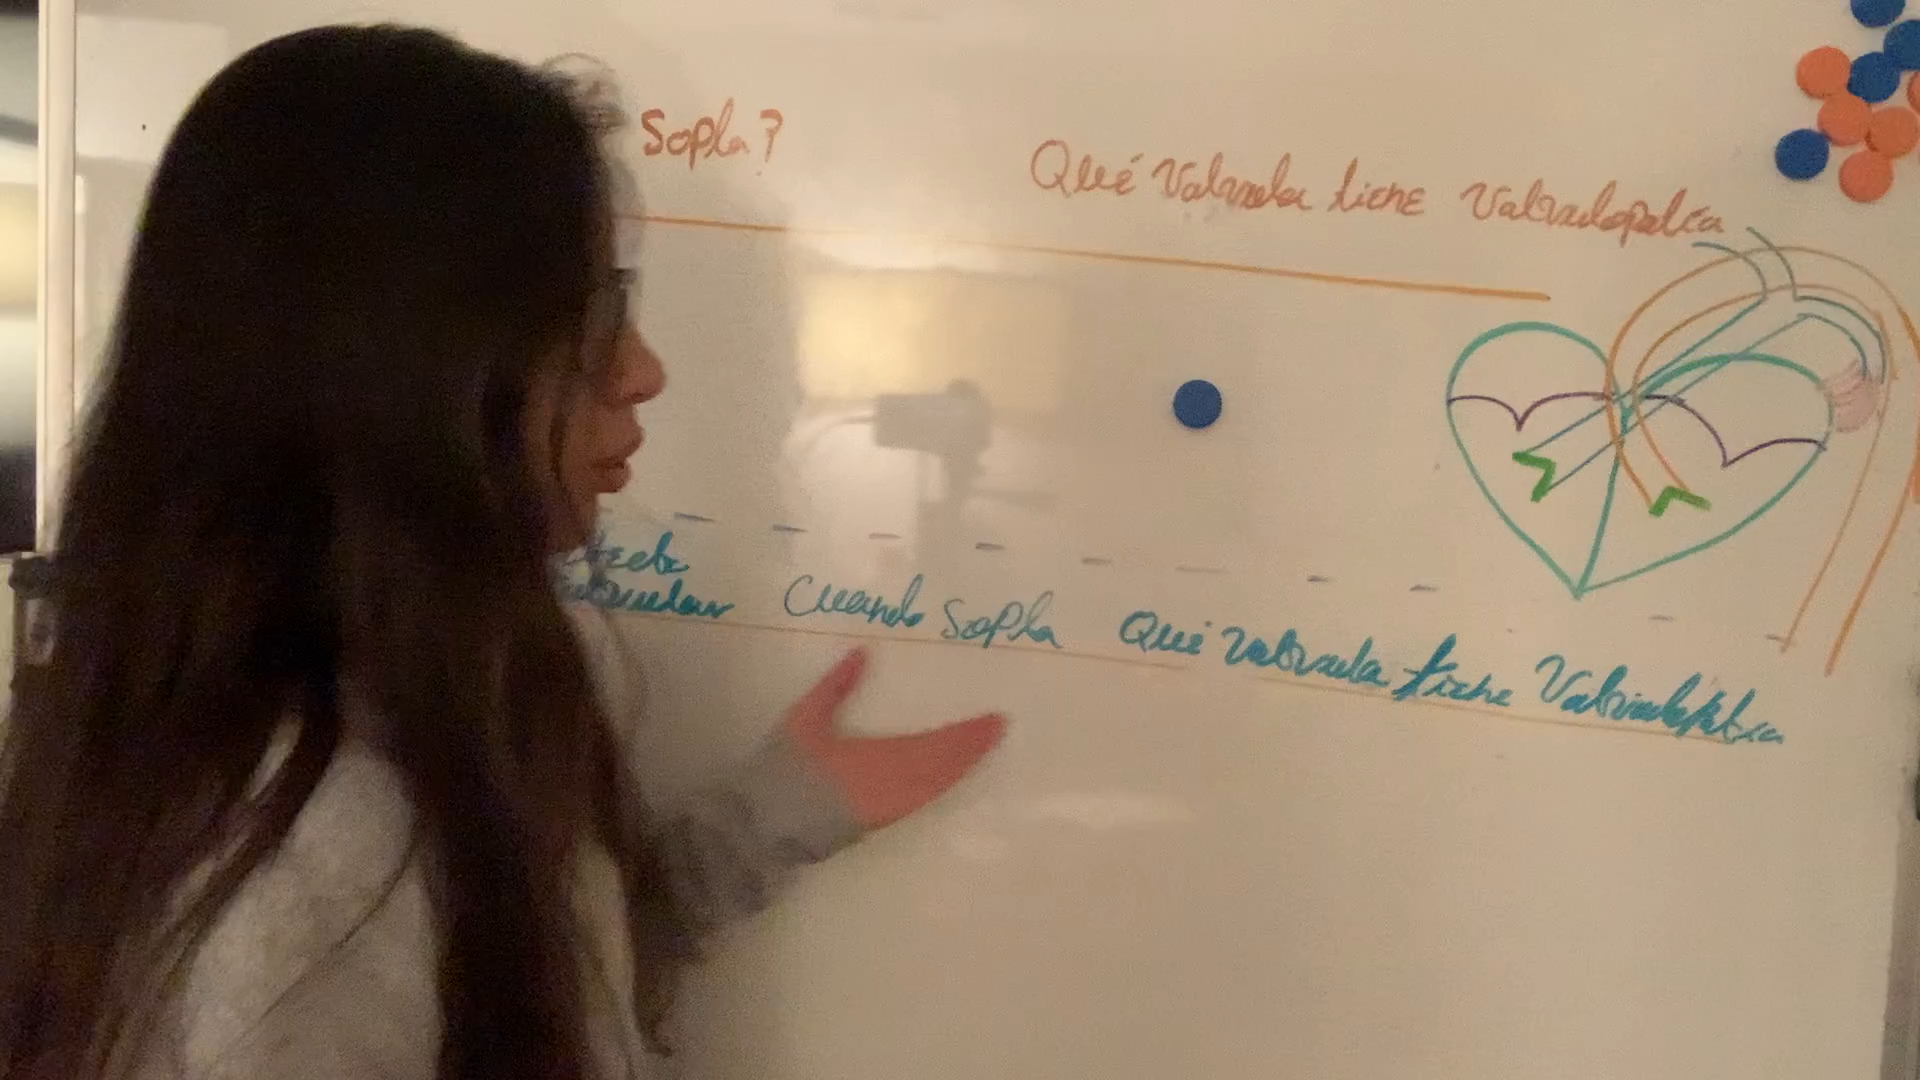 Sopla?
Qué Valvula tiene Valvulopatía
Cuando Sopla
Qué Valvula tiene Valvulopatía